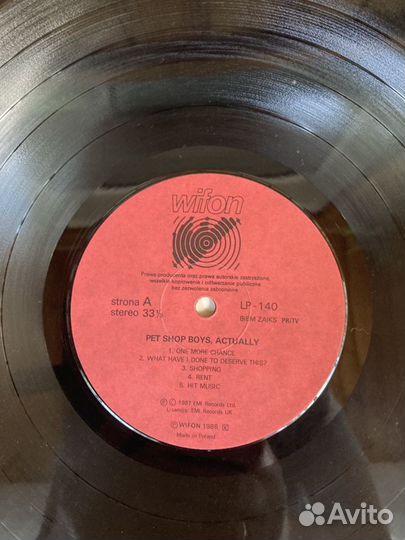 wifon
Prawa producenta oraz prawa autorskie zastrzeżone,
wszelkie kopiowanie i odtwarzanie publiczne
bez zezwolenia zabronione
strona A
LP-140
stereo 33⅓
BIEM ZAIKS PRiTV
PET SHOP BOYS, ACTUALLY
1. ONE MORE CHANCE
2. WHAT HAVE I DONE TO DESERVE THIS?
3. SHOPPING
4. RENT
5. HIT MUSIC
Ⓟ © 1987 EMI Records Ltd.
Licencja: EMI Records UK
Ⓟ WIFON 1988
Made in Poland
Avito